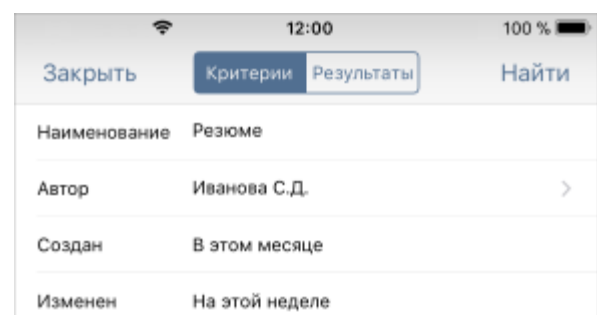 12:00 100 %
Закрыть Критерии Результаты Найти
Наименование Резюме
Автор Иванова С.Д.
Создан В этом месяце
Изменен На этой неделе